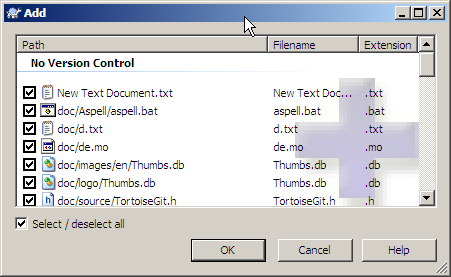 Add
Path Filename Extension
No Version Control
New Text Document.txt New Text Doc... .txt
doc/Aspell/aspell.bat aspell.bat .bat
doc/d.txt d.txt .txt
doc/de.mo de.mo .mo
doc/images/en/Thumbs.db Thumbs.db .db
doc/logo/Thumbs.db Thumbs.db .db
doc/source/TortoiseGit.h TortoiseGit.h .h
Select / deselect all
OK Cancel Help